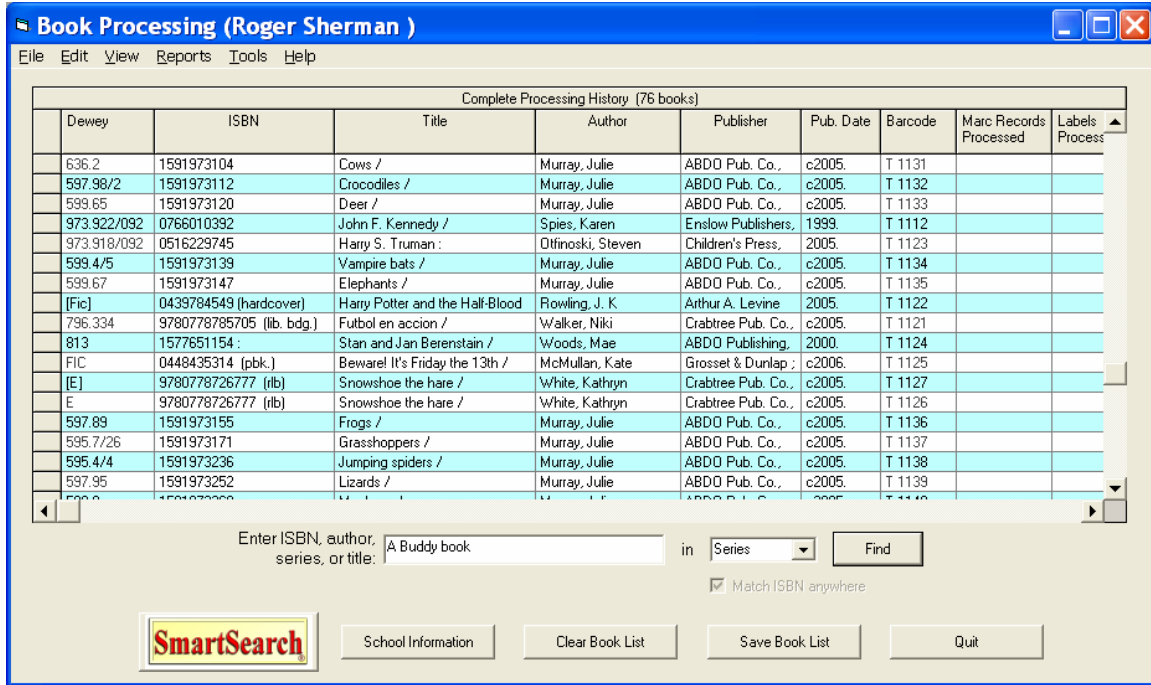 Book Processing (Roger Sherman )
File Edit View Reports Tools Help
Complete Processing History (76 books)
Dewey ISBN Title Author Publisher Pub. Date Barcode Marc Records Processed Labels Process
636.2 1591973104 Cows / Murray, Julie ABDO Pub. Co., c2005. T 1131
597.98/2 1591973112 Crocodiles / Murray, Julie ABDO Pub. Co., c2005. T 1132
599.65 1591973120 Deer / Murray, Julie ABDO Pub. Co., c2005. T 1133
973.922/092 0766010392 John F. Kennedy / Spies, Karen Enslow Publishers, 1999. T 1112
973.918/092 0516229745 Harry S. Truman : Otfinoski, Steven Children's Press, 2005. T 1123
599.4/5 1591973139 Vampire bats / Murray, Julie ABDO Pub. Co., c2005. T 1134
599.67 1591973147 Elephants / Murray, Julie ABDO Pub. Co., c2005. T 1135
[Fic] 0439784549 (hardcover) Harry Potter and the Half-Blood Rowling, J. K Arthur A. Levine 2005. T 1122
796.334 9780778785705 (lib. bdg.) Futbol en accion / Walker, Niki Crabtree Pub. Co., c2005. T 1121
813 1577651154 : Stan and Jan Berenstain / Woods, Mae ABDO Publishing, 2000. T 1124
FIC 0448435314 (pbk.) Beware! It's Friday the 13th / McMullan, Kate Grosset & Dunlap ; c2006. T 1125
[E] 9780778726777 (rlb) Snowshoe the hare / White, Kathryn Crabtree Pub. Co., c2005. T 1127
E 9780778726777 (rlb) Snowshoe the hare / White, Kathryn Crabtree Pub. Co., c2005. T 1126
597.89 1591973155 Frogs / Murray, Julie ABDO Pub. Co., c2005. T 1136
595.7/26 1591973171 Grasshoppers / Murray, Julie ABDO Pub. Co., c2005. T 1137
595.4/4 1591973236 Jumping spiders / Murray, Julie ABDO Pub. Co., c2005. T 1138
597.95 1591973252 Lizards / Murray, Julie ABDO Pub. Co., c2005. T 1139
Enter ISBN, author, series, or title: A Buddy book in Series Find
Match ISBN anywhere
SmartSearch® School Information Clear Book List Save Book List Quit